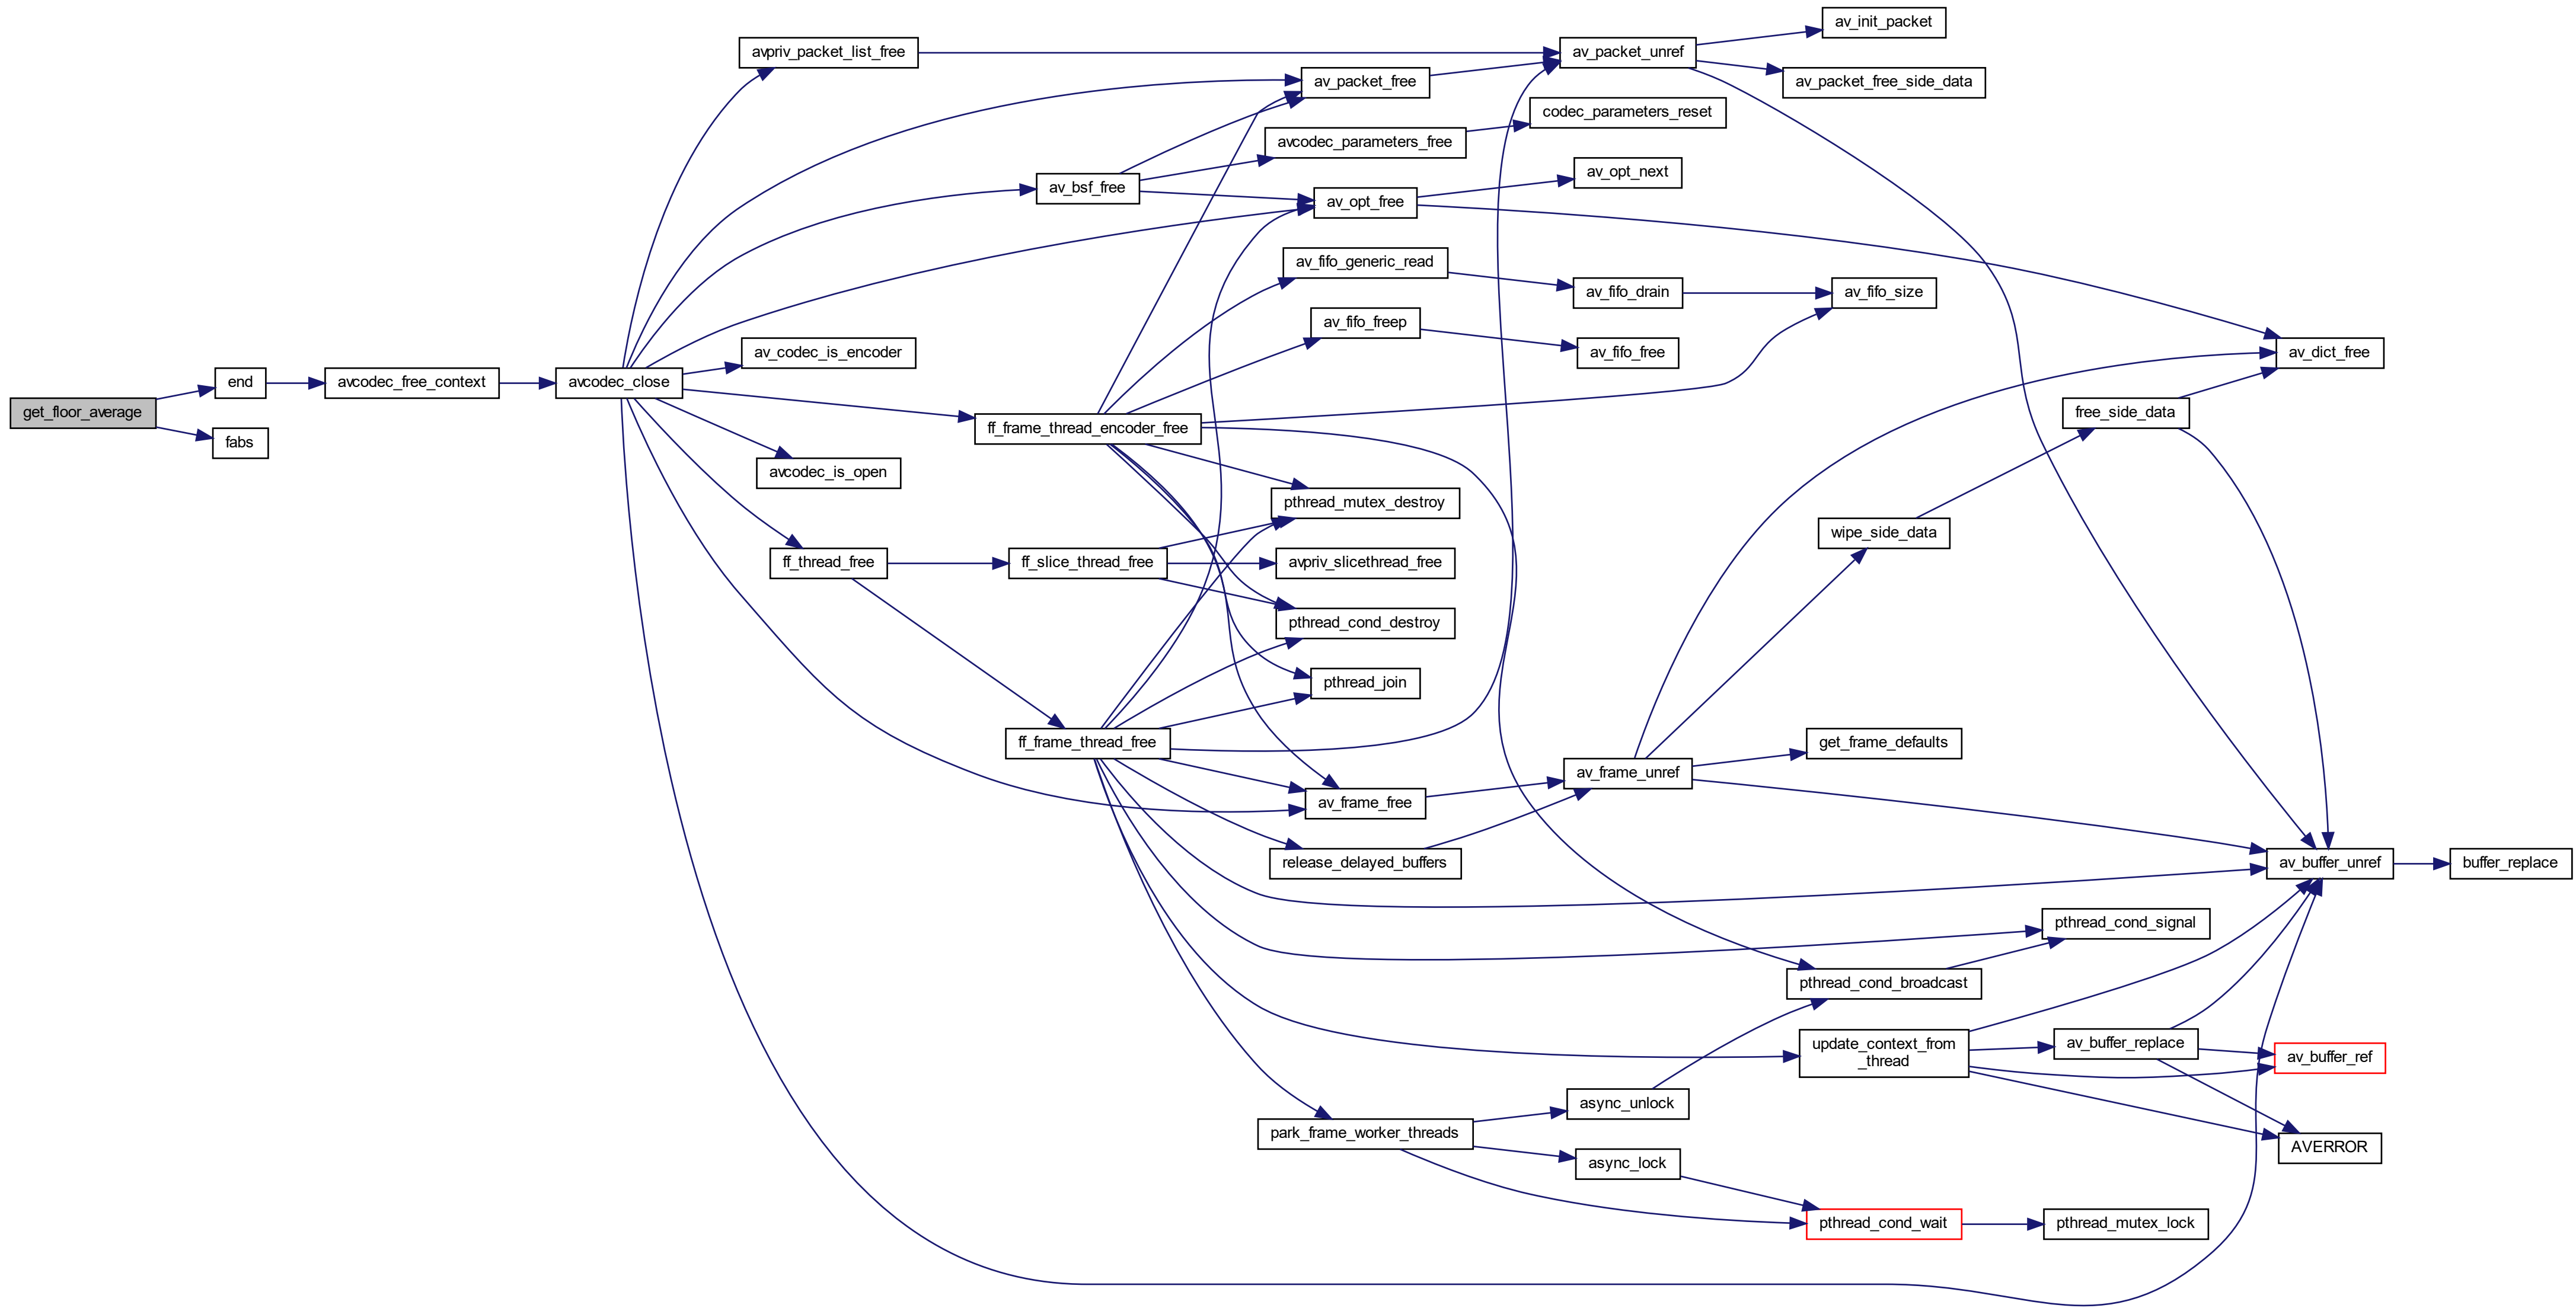 get_floor_average
end
fabs
avcodec_free_context
avcodec_close
avpriv_packet_list_free
av_codec_is_encoder
avcodec_is_open
ff_thread_free
av_bsf_free
ff_frame_thread_encoder_free
ff_slice_thread_free
ff_frame_thread_free
av_packet_free
avcodec_parameters_free
av_opt_free
av_fifo_generic_read
av_fifo_freep
pthread_mutex_destroy
avpriv_slicethread_free
pthread_cond_destroy
pthread_join
av_frame_free
release_delayed_buffers
park_frame_worker_threads
av_packet_unref
codec_parameters_reset
av_opt_next
av_fifo_drain
av_fifo_free
av_frame_unref
async_unlock
async_lock
av_init_packet
av_packet_free_side_data
av_fifo_size
wipe_side_data
get_frame_defaults
pthread_cond_broadcast
update_context_from
_thread
pthread_cond_wait
free_side_data
pthread_cond_signal
av_buffer_replace
pthread_mutex_lock
av_dict_free
av_buffer_unref
av_buffer_ref
AVERROR
buffer_replace